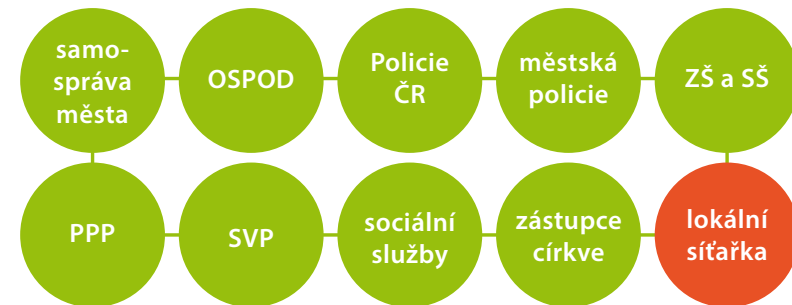 samo-
správa
města
OSPOD
Policie
ČR
městská
policie
ZŠ a SŠ
PPP
SVP
sociální
služby
zástupce
církve
lokální
síťařka